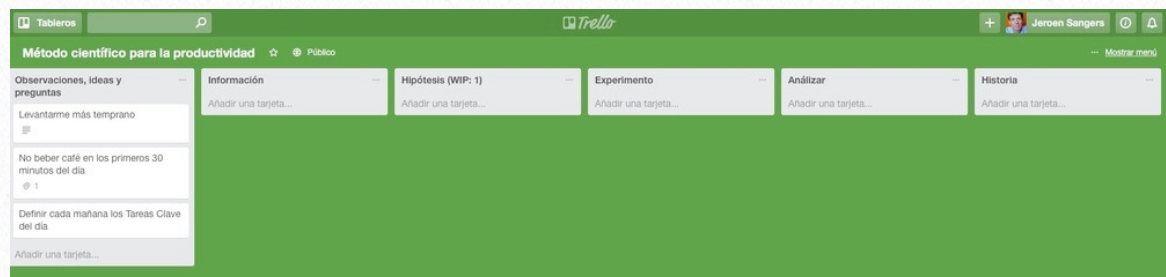 Tableros
Trello
Jeroen Sangers
Método científico para la productividad
Público
Mostrar menú
Observaciones, ideas y
preguntas
Levantarme más temprano
No beber café en los primeros 30
minutos del día
1
Definir cada mañana los Tareas Clave
del día
Añadir una tarjeta...
Información
Añadir una tarjeta...
Hipótesis (WIP: 1)
Añadir una tarjeta...
Experimento
Añadir una tarjeta...
Análizar
Añadir una tarjeta...
Historia
Añadir una tarjeta...